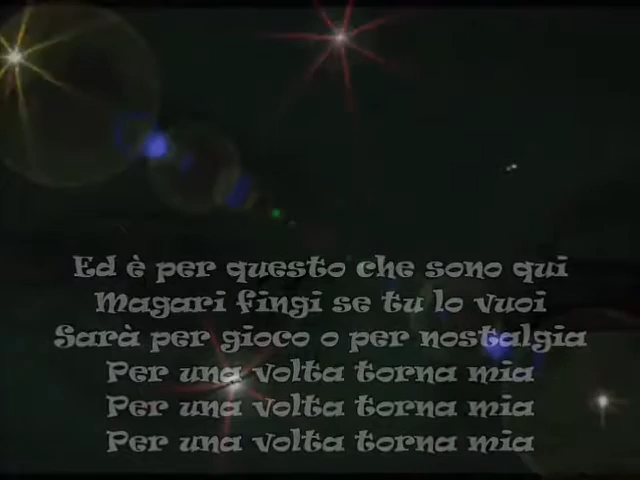 Ed è per questo che sono qui
Magari fingi se tu lo vuoi
Sarà per gioco o per nostalgia
Per una volta torna mia
Per una volta torna mia
Per una volta torna mia